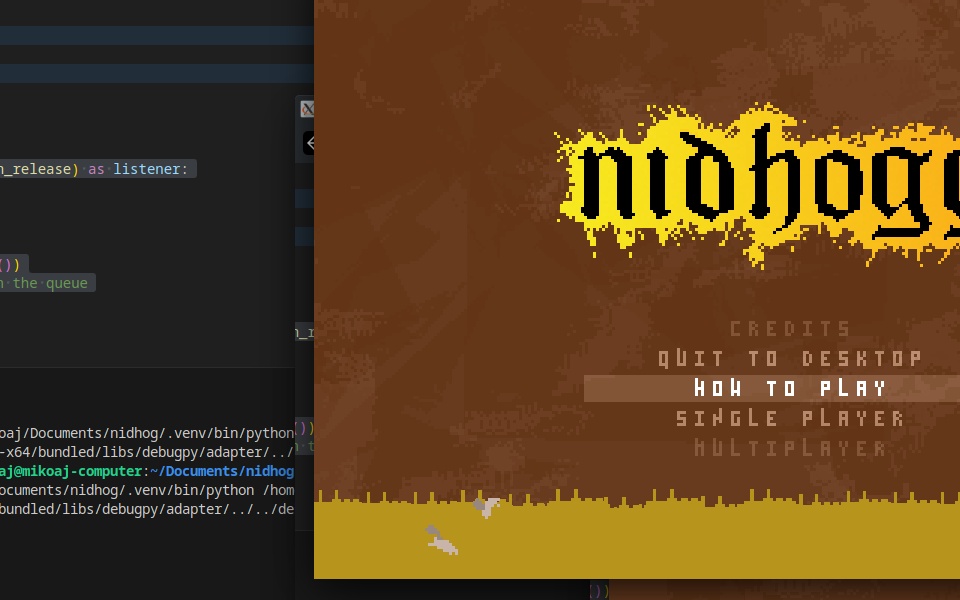 n_release) as listener:
())
n the queue
oaj/Documents/nidhog/.venv/bin/python
-x64/bundled/libs/debugpy/adapter/../
aj@mikoaj-computer:~/Documents/nidhog
ocuments/nidhog/.venv/bin/python /hom
bundled/libs/debugpy/adapter/../../de
())
())
nidhogg
CREDITS
QUIT TO DESKTOP
HOW TO PLAY
SINGLE PLAYER
MULTIPLAYER